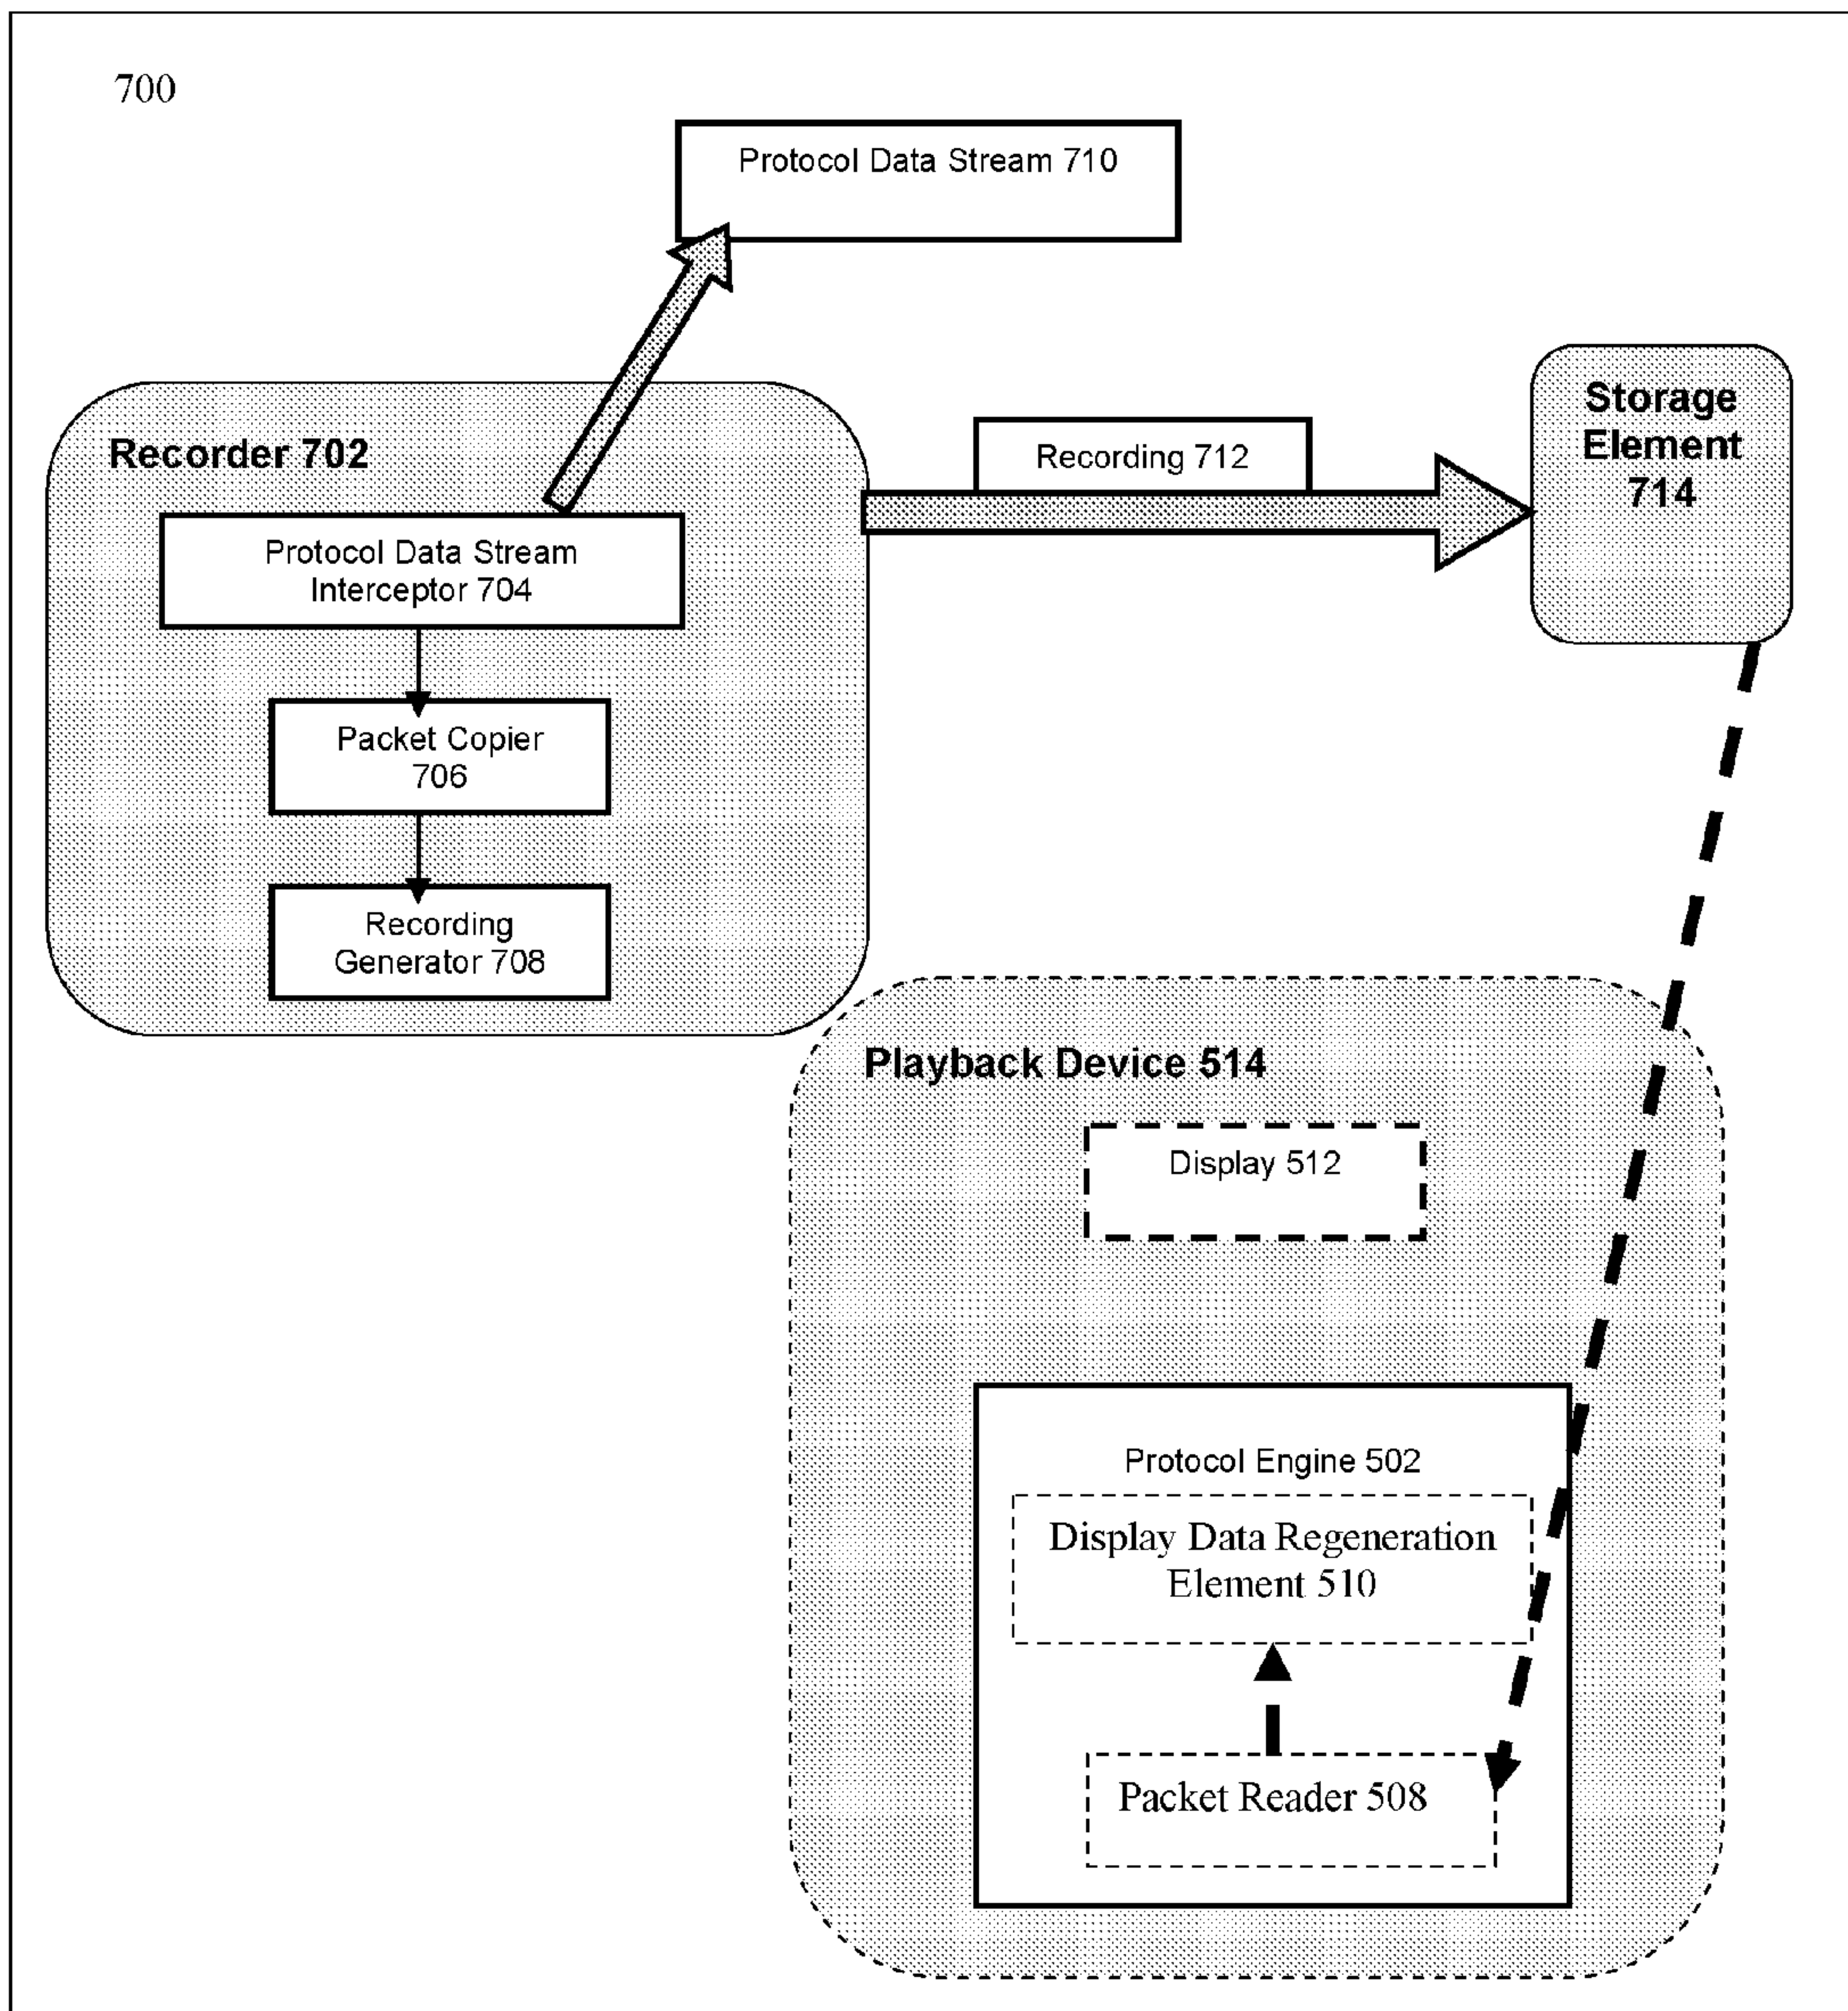 700
Protocol Data Stream 710
Recorder 702
Recording 712
Storage
Element
714
Protocol Data Stream
Interceptor 704
Packet Copier
706
Recording
Generator 708
Playback Device 514
Display 512
Protocol Engine 502
Display Data Regeneration
Element 510
Packet Reader 508